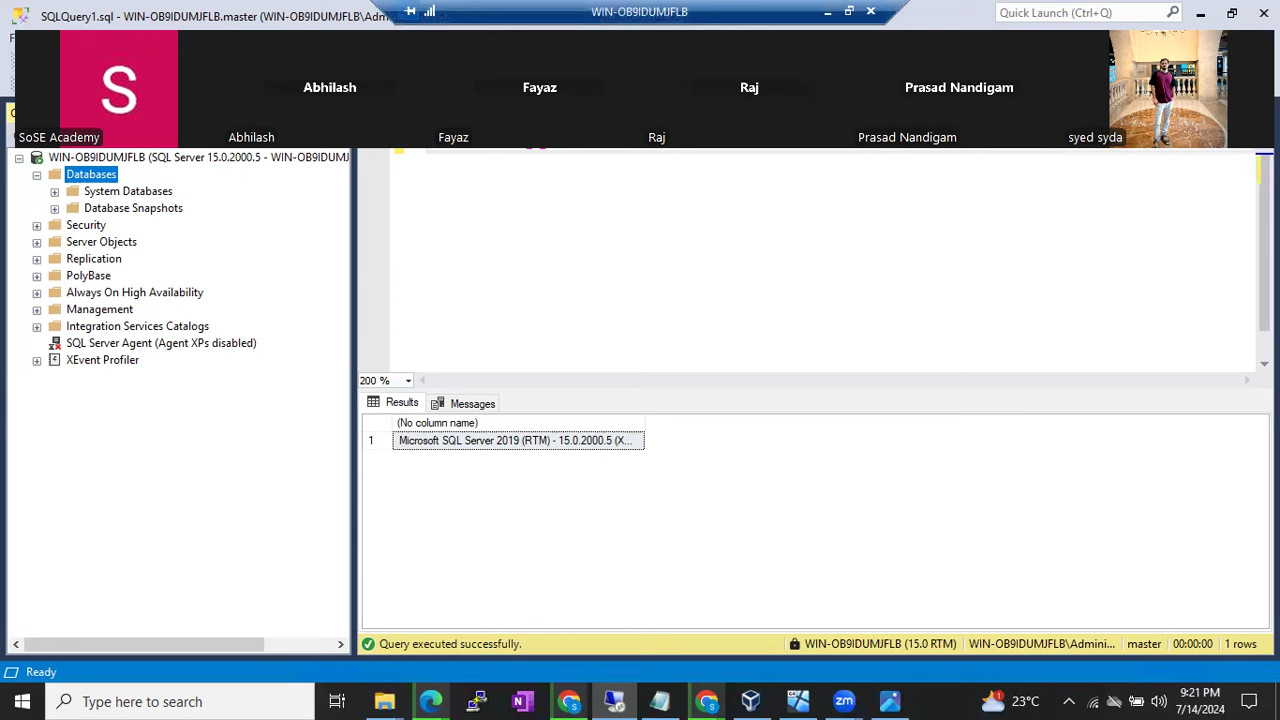 SQLQuery1.sql - WIN-OB9IDUMJFLB.master (WIN-OB9IDUMJFLB\Admi
WIN-OB9IDUMJFLB
Quick Launch (Ctrl+Q)
S
Abhilash
Fayaz
Raj
Prasad Nandigam
SoSE Academy
Abhilash
Fayaz
Raj
Prasad Nandigam
syed syda
WIN-OB9IDUMJFLB (SQL Server 15.0.2000.5 - WIN-OB9IDUMJ
Databases
System Databases
Database Snapshots
Security
Server Objects
Replication
PolyBase
Always On High Availability
Management
Integration Services Catalogs
SQL Server Agent (Agent XPs disabled)
XEvent Profiler
200 %
Results
Messages
(No column name)
1 Microsoft SQL Server 2019 (RTM) - 15.0.2000.5 (X...
Query executed successfully.
WIN-OB9IDUMJFLB (15.0 RTM)
WIN-OB9IDUMJFLB\Admini...
master
00:00:00
1 rows
Ready
Type here to search
zm
23°C
9:21 PM
7/14/2024